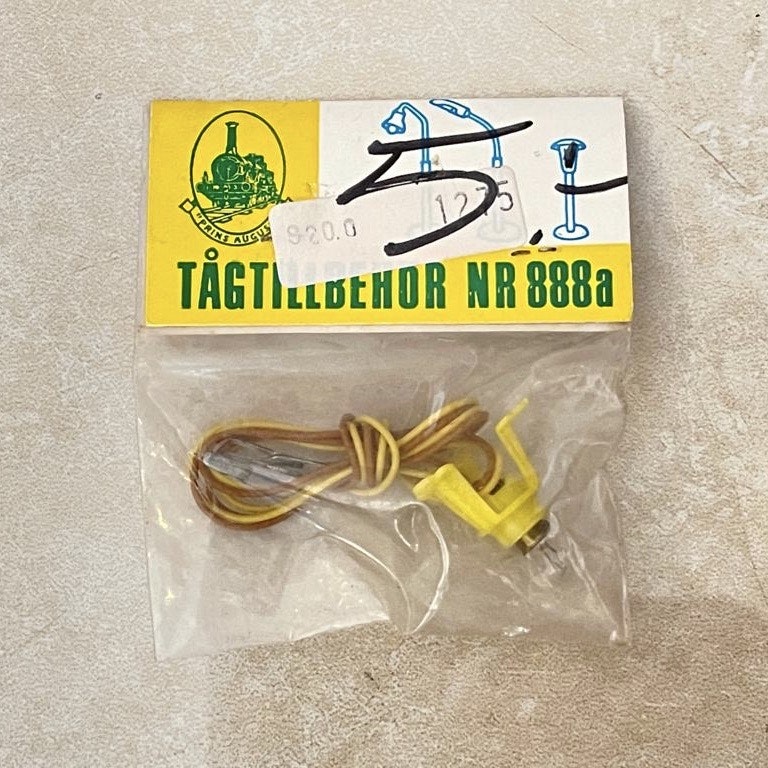 5.-
920.0 1275
"PRINS AUGUST"
TÅGTILLBEHÖR NR 888a